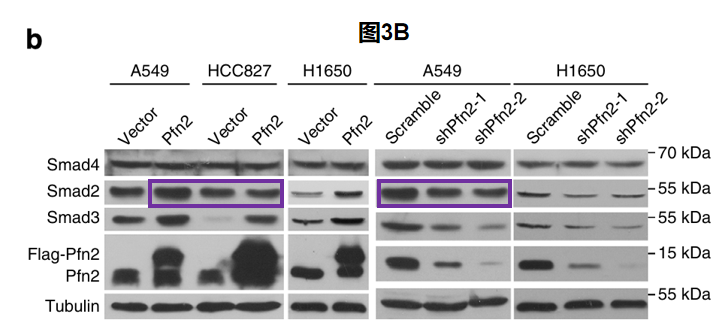 图3B
b
A549 HCC827 H1650 A549 H1650
Vector Pfn2 Vector Pfn2 Vector Pfn2 Scramble shPfn2-1 shPfn2-2 Scramble shPfn2-1 shPfn2-2
Smad4 70 kDa
Smad2 55 kDa
Smad3 55 kDa
Flag-Pfn2 15 kDa
Pfn2
Tubulin 55 kDa